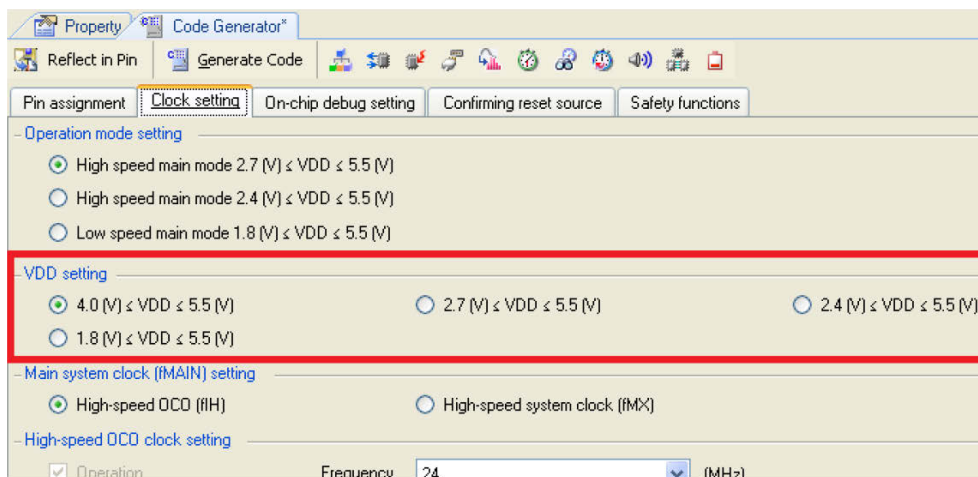 Property Code Generator*
Reflect in Pin Generate Code
Pin assignment Clock setting On-chip debug setting Confirming reset source Safety functions
Operation mode setting
High speed main mode 2.7 (V) ≤ VDD ≤ 5.5 (V)
High speed main mode 2.4 (V) ≤ VDD ≤ 5.5 (V)
Low speed main mode 1.8 (V) ≤ VDD ≤ 5.5 (V)
VDD setting
4.0 (V) ≤ VDD ≤ 5.5 (V) 2.7 (V) ≤ VDD ≤ 5.5 (V) 2.4 (V) ≤ VDD ≤ 5.5 (V)
1.8 (V) ≤ VDD ≤ 5.5 (V)
Main system clock (fMAIN) setting
High-speed OCO (fIH) High-speed system clock (fMX)
High-speed OCO clock setting
Operation Frequency 24 (MHz)